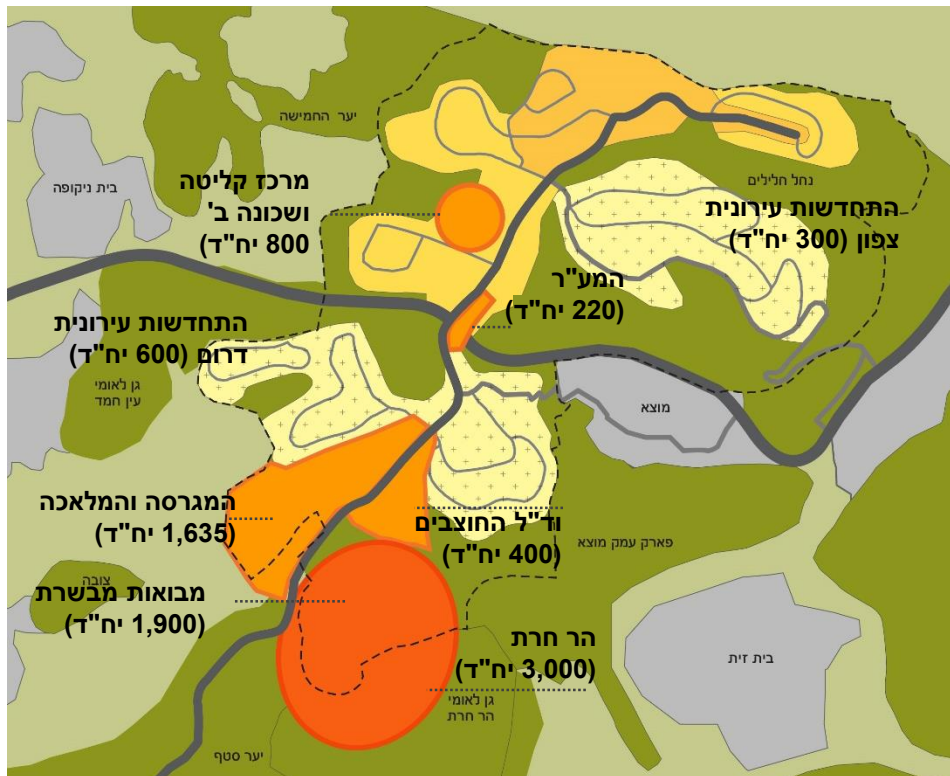 יער החמישה
בית ניקופה
מרכז קליטה
ושכונה ב'
(800 יח"ד)
נחל חלילים
התחדשות עירונית
צפון (300 יח"ד)
המע"ר
(220 יח"ד)
התחדשות עירונית
דרום (600 יח"ד)
גן לאומי
עין חמד
מוצא
המגרסה והמלאכה
(1,635 יח"ד)
וד"ל החוצבים
(400 יח"ד)
פארק עמק מוצא
צובה
מבואות מבשרת
(1,900 יח"ד)
הר חרת
(3,000 יח"ד)
בית זית
גן לאומי
הר חרת
יער סטף